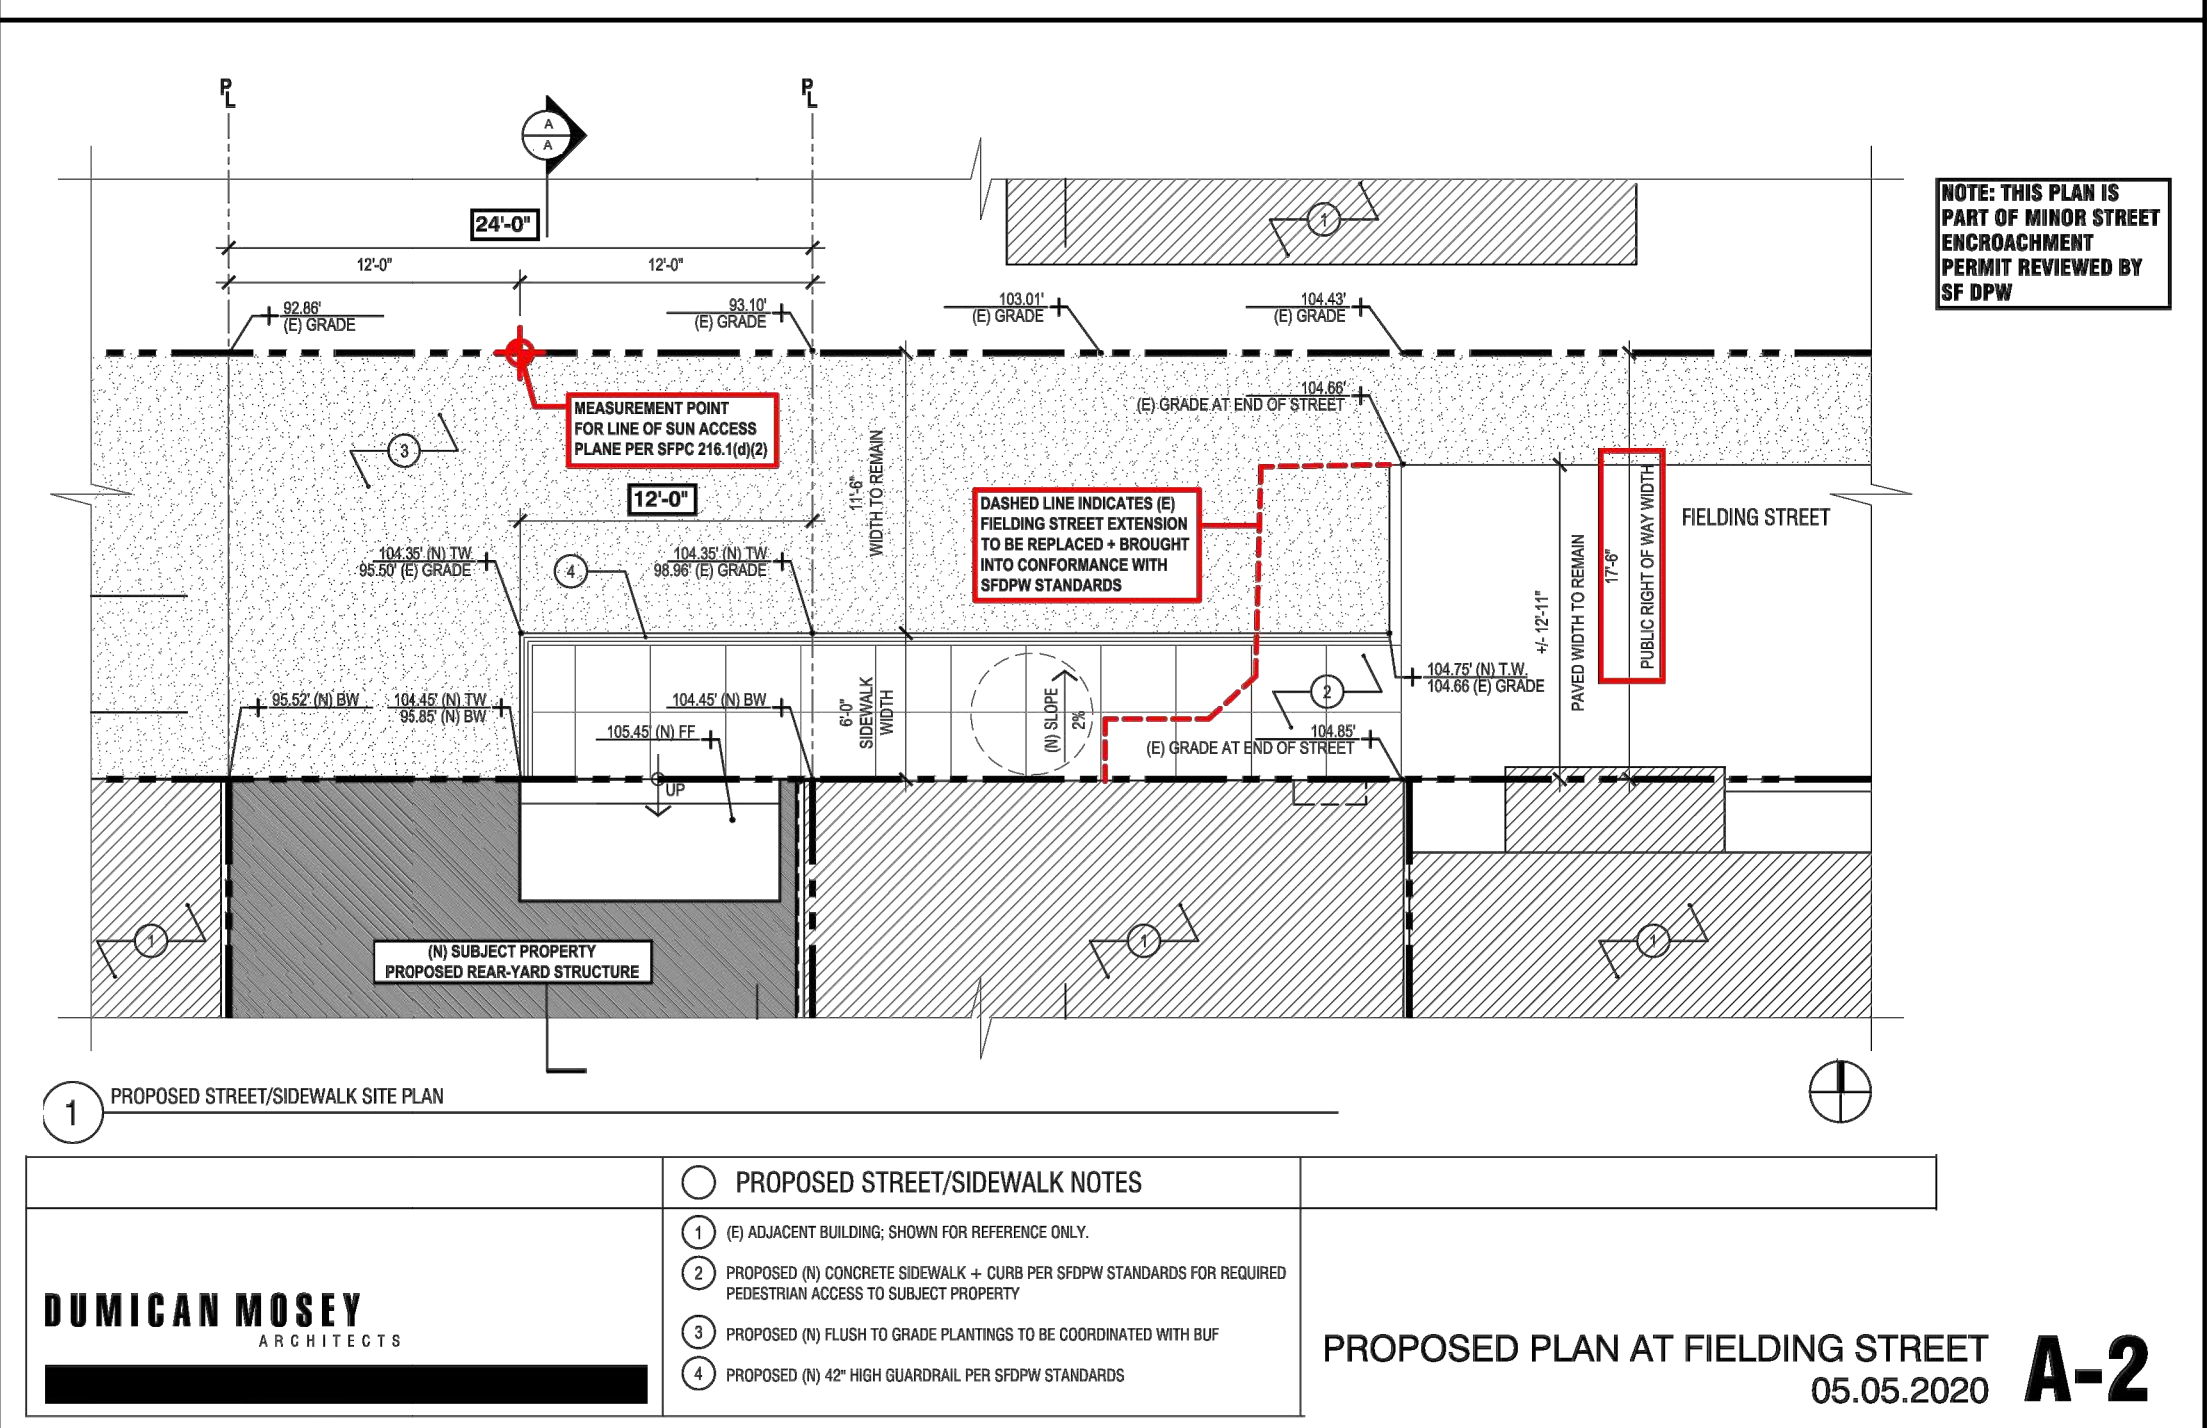 PL
PL
A
A
24'-0"
12'-0"
12'-0"
1
NOTE: THIS PLAN IS
PART OF MINOR STREET
ENCROACHMENT
PERMIT REVIEWED BY
SF DPW
92.86'
(E) GRADE
93.10'
(E) GRADE
103.01'
(E) GRADE
104.43'
(E) GRADE
104.66'
(E) GRADE AT END OF STREET
MEASUREMENT POINT
FOR LINE OF SUN ACCESS
PLANE PER SFPC 216.1(d)(2)
3
12'-0"
11'-6"
WIDTH TO REMAIN
DASHED LINE INDICATES (E)
FIELDING STREET EXTENSION
TO BE REPLACED + BROUGHT
INTO CONFORMANCE WITH
SFDPW STANDARDS
+/- 12'-11"
PAVED WIDTH TO REMAIN
17'-6"
PUBLIC RIGHT OF WAY WIDTH
FIELDING STREET
104.35' (N) TW
95.50' (E) GRADE
4
104.35' (N) TW
98.96' (E) GRADE
95.52' (N) BW
104.45' (N) TW
95.85' (N) BW
104.45' (N) BW
105.45' (N) FF
6'-0"
SIDEWALK
WIDTH
(N) SLOPE
2%
2
104.75' (N) T.W.
104.66 (E) GRADE
104.85'
(E) GRADE AT END OF STREET
UP
1
(N) SUBJECT PROPERTY
PROPOSED REAR-YARD STRUCTURE
1
1
1
PROPOSED STREET/SIDEWALK SITE PLAN
PROPOSED STREET/SIDEWALK NOTES
1 (E) ADJACENT BUILDING; SHOWN FOR REFERENCE ONLY.
2 PROPOSED (N) CONCRETE SIDEWALK + CURB PER SFDPW STANDARDS FOR REQUIRED
PEDESTRIAN ACCESS TO SUBJECT PROPERTY
3 PROPOSED (N) FLUSH TO GRADE PLANTINGS TO BE COORDINATED WITH BUF
4 PROPOSED (N) 42" HIGH GUARDRAIL PER SFDPW STANDARDS
DUMICAN MOSEY
ARCHITECTS
PROPOSED PLAN AT FIELDING STREET
05.05.2020
A-2